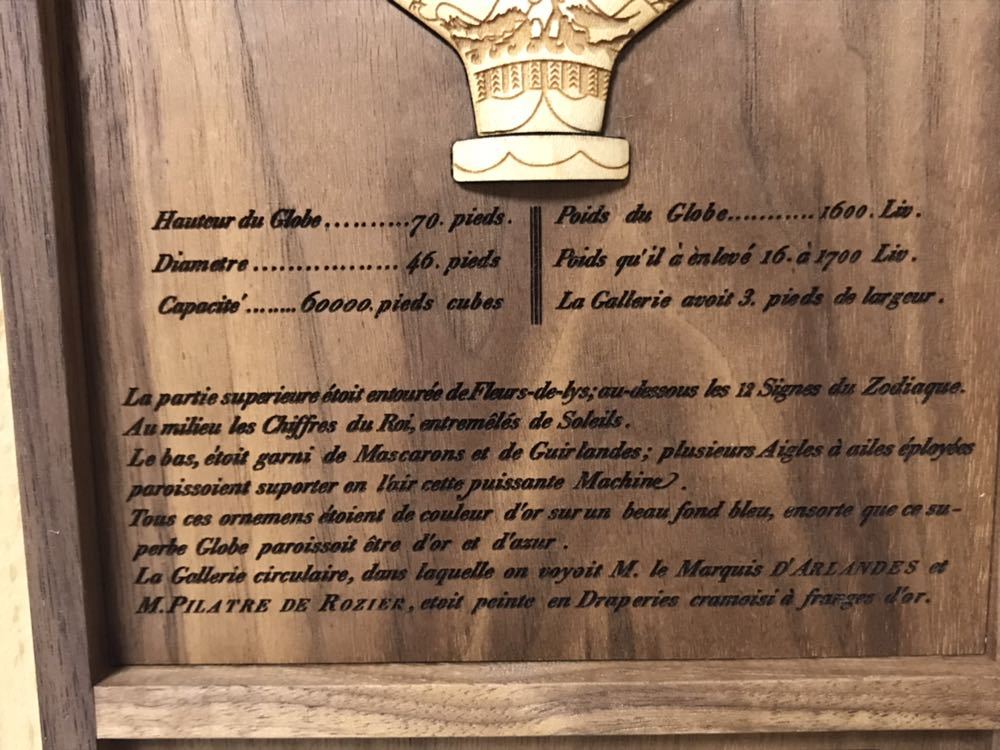 Hauteur du Globe..........70. pieds.
Diametre .................. 46. pieds
Capacité ........ 60000. pieds cubes
Poids du Globe...........1600. Liv.
Poids qu'il à ènlevé 16. à 1700 Liv.
La Gallerie avoit 3. pieds de largeur.
La partie superieure étoit entourée de Fleurs-de-lys; au-dessous les 12 Signes du Zodiaque.
Au milieu les Chiffres du Roi, entremêlés de Soleils.
Le bas, étoit garni de Mascarons et de Guirlandes; plusieurs Aigles à ailes éployées
paroissoient suporter en l'air cette puissante Machine.
Tous ces ornemens étoient de couleur d'or sur un beau fond bleu, ensorte que ce su-
perbe Globe paroissoit être d'or et d'azur.
La Gallerie circulaire, dans laquelle on voyoit M. le Marquis D'ARLANDES et
M. PILATRE DE ROZIER, etoit peinte en Draperies cramoisi à franges d'or.